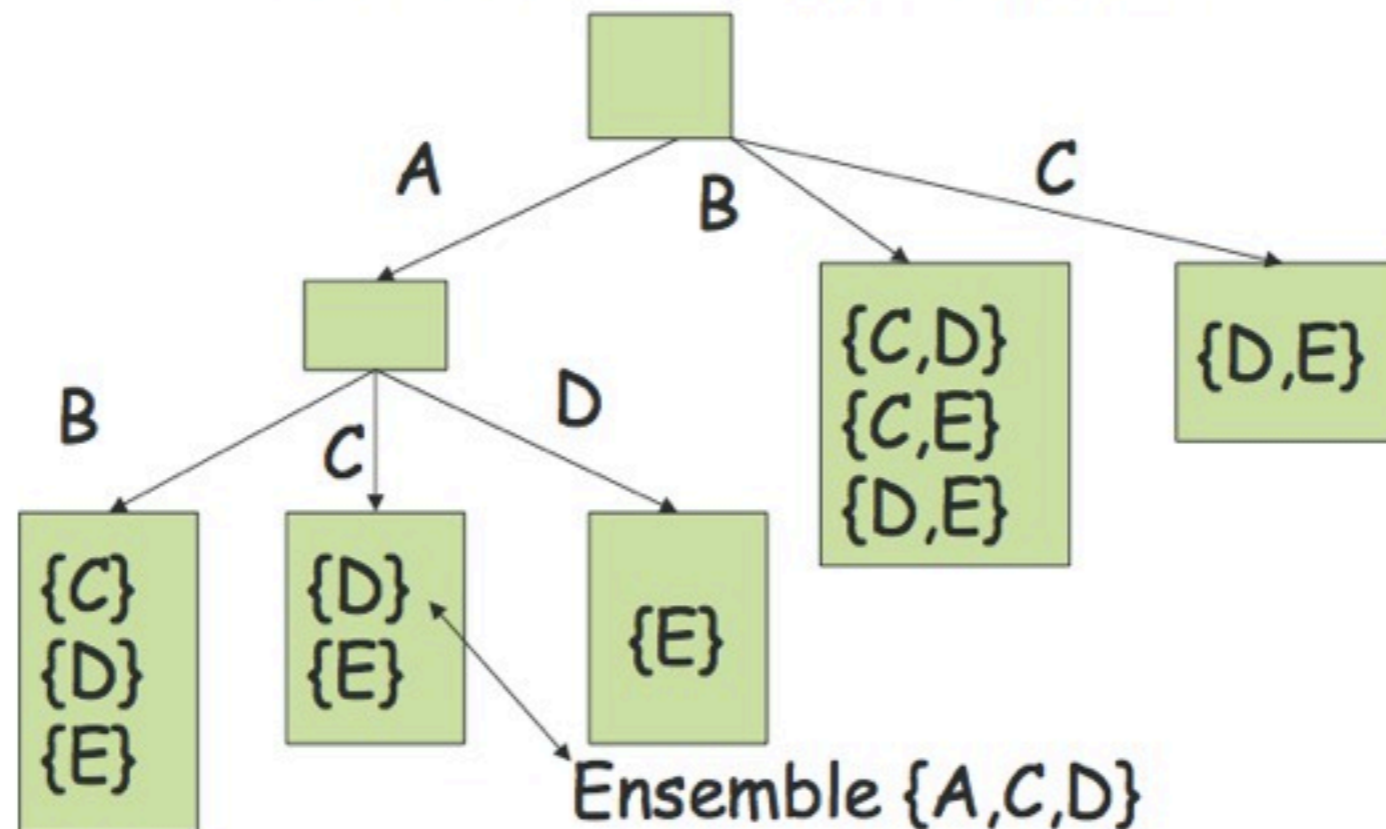 A
B
C
B
C
D
{C,D}
{C,E}
{D,E}
{D,E}
{C}
{D}
{E}
{D}
{E}
{E}
Ensemble {A,C,D}